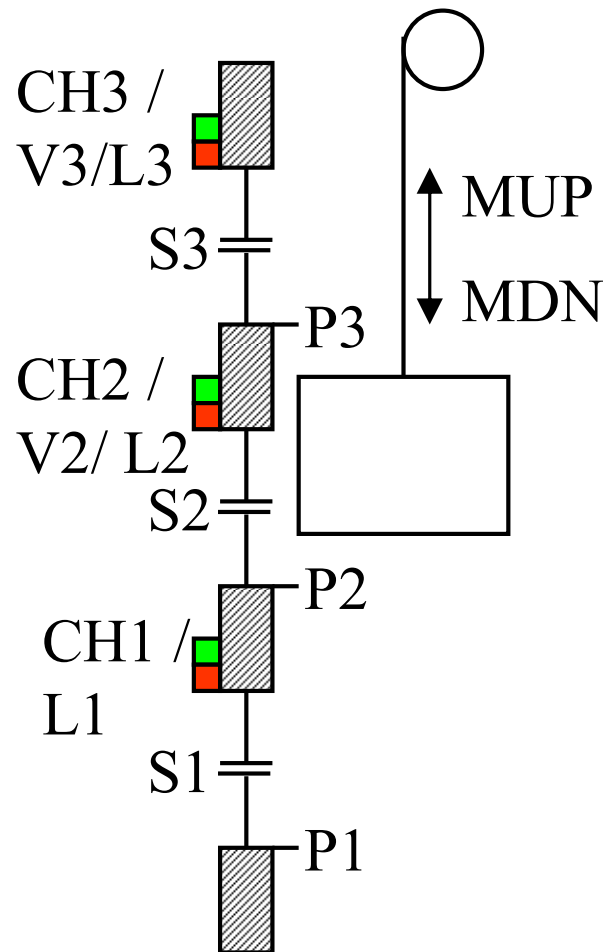 CH3 /
V3/L3
MUP
S3
MDN
P3
CH2 /
V2/ L2
S2
P2
CH1 /
L1
S1
P1